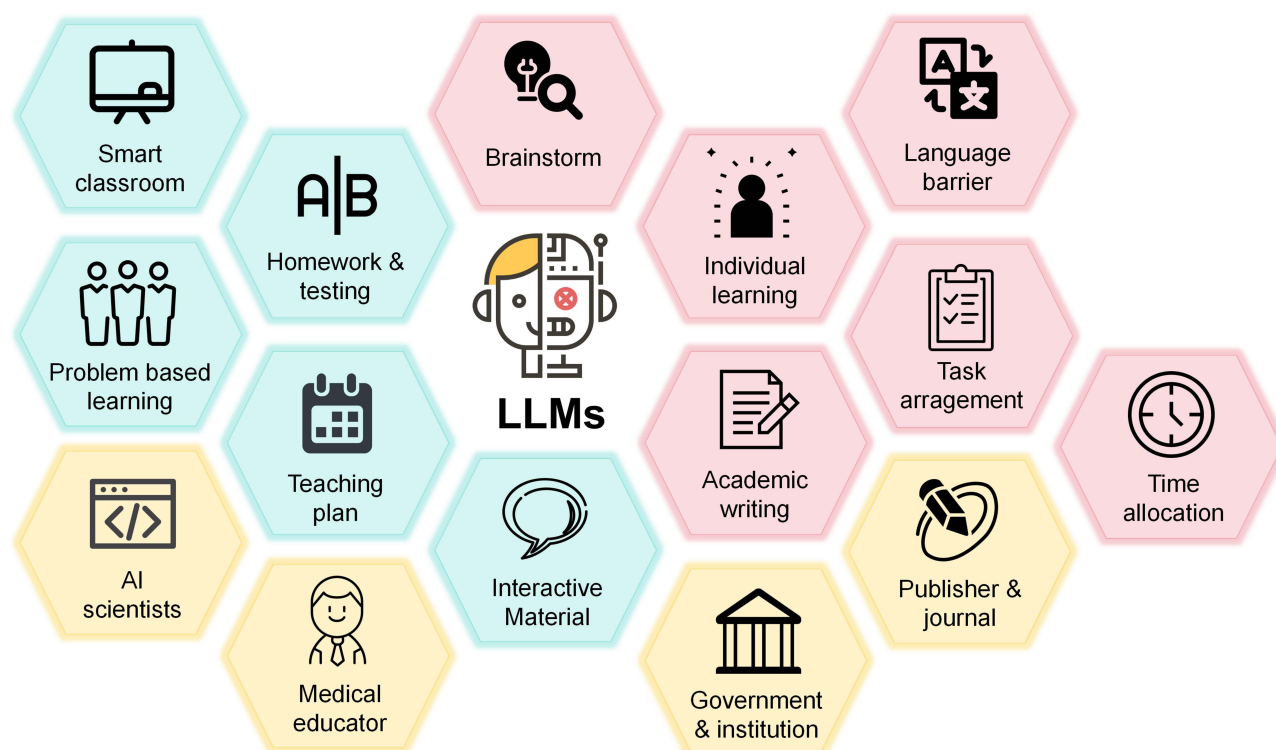 Smart
classroom
Brainstorm
A
文
Language
barrier
A|B
Homework &
testing
Individual
learning
Problem based
learning
LLMs
Task
arragement
Teaching
plan
Academic
writing
Time
allocation
</>
AI
scientists
Interactive
Material
Publisher &
journal
Medical
educator
Government
& institution